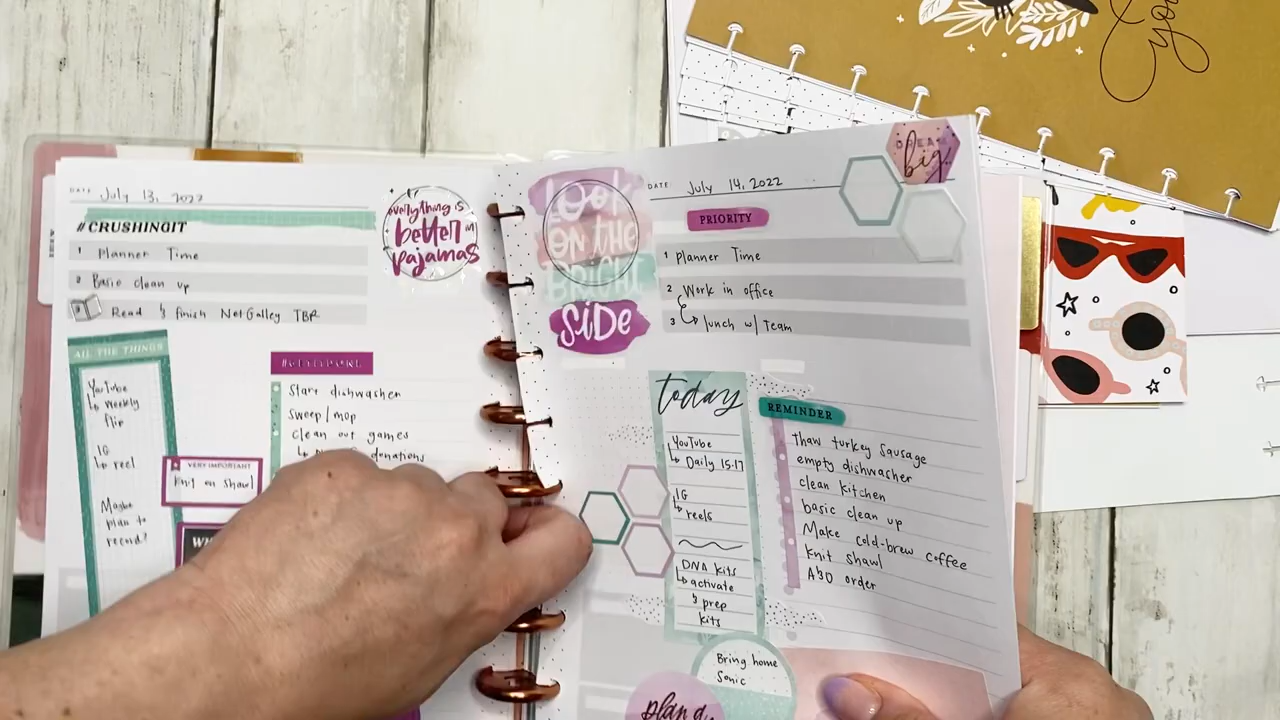 you
DATE July 13, 2022
#CRUSHINGIT
1 Planner Time
2 Basic clean up
Read & finish NetGalley TBR
everything is
better in
pajamas
ALL THE THINGS
YouTube
↳ weekly
flip
IG
↳ reel
Maybe
plan to
record?
Start dishwasher
Sweep/mop
clean out games
donations
VERY IMPORTANT
knit on shawl
LOOK
ON THE
BRIGHT
SIDE
DATE July 14, 2022
DREAM
big
PRIORITY
1 Planner Time
2 Work in office
3 ↳ lunch w/ Team
today
YouTube
↳ Daily 15:17
IG
↳ reels
DNA kits
↳ activate
& prep
kits
REMINDER
Thaw turkey sausage
empty dishwasher
clean kitchen
basic clean up
Make cold-brew coffee
knit shawl
ABO order
Bring home
Sonic